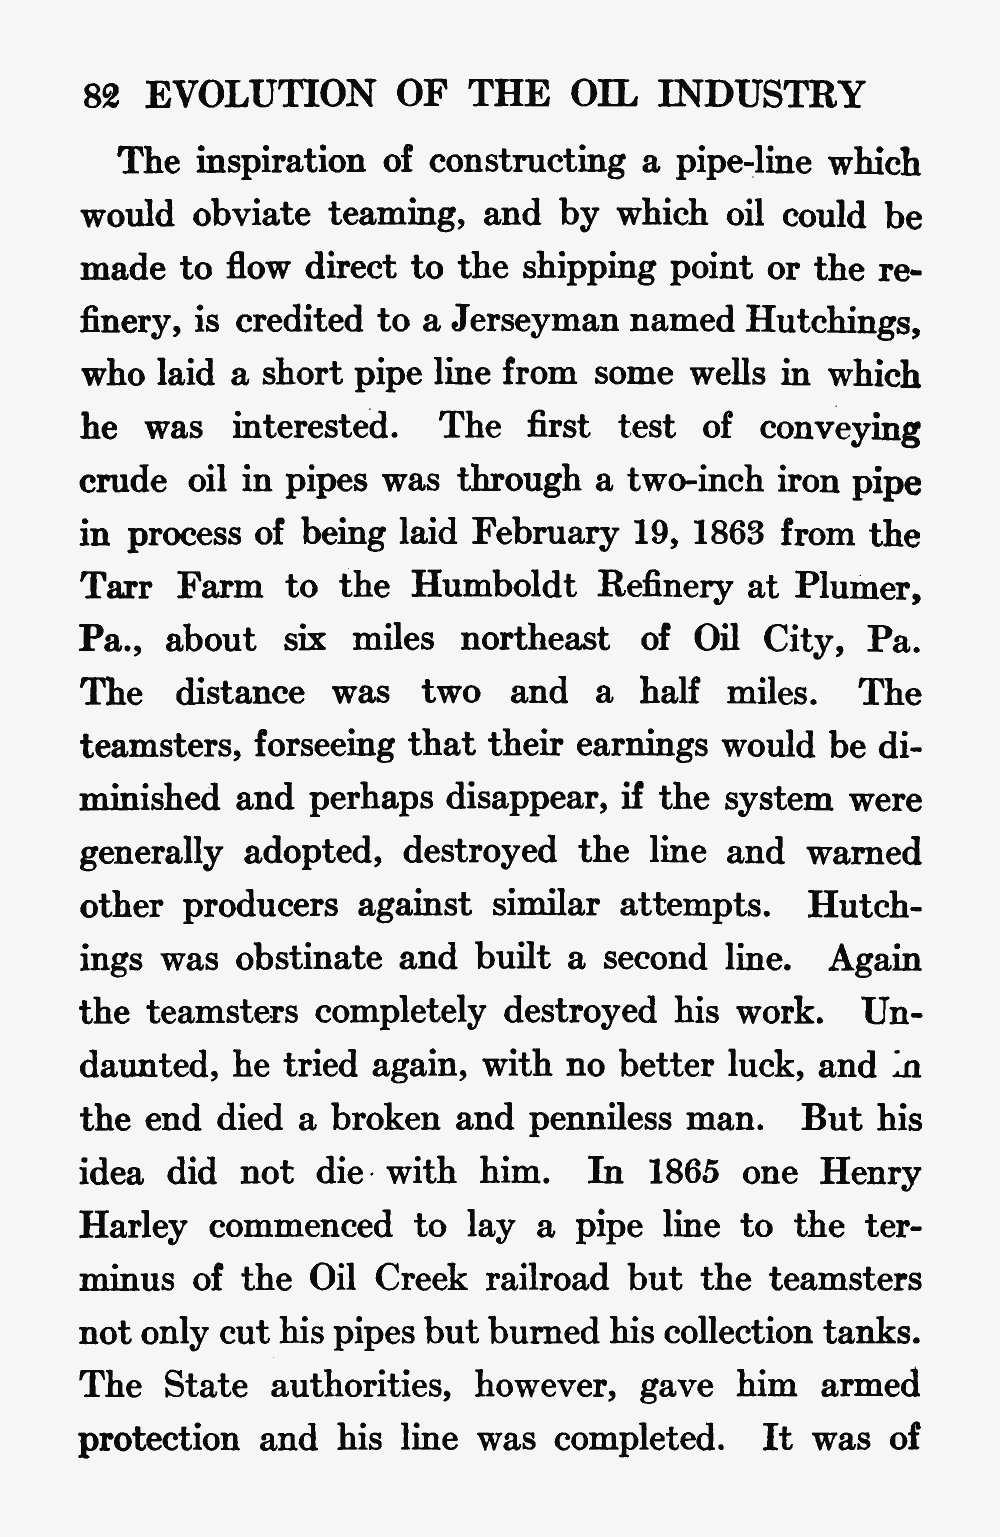 82 EVOLUTION OF THE OIL INDUSTRY
The inspiration of constructing a pipe-line which
would obviate teaming, and by which oil could be
made to flow direct to the shipping point or the re-
finery, is credited to a Jerseyman named Hutchings,
who laid a short pipe line from some wells in which
he was interested. The first test of conveying
crude oil in pipes was through a two-inch iron pipe
in process of being laid February 19, 1863 from the
Tarr Farm to the Humboldt Refinery at Plumer,
Pa., about six miles northeast of Oil City, Pa.
The distance was two and a half miles. The
teamsters, forseeing that their earnings would be di-
minished and perhaps disappear, if the system were
generally adopted, destroyed the line and warned
other producers against similar attempts. Hutch-
ings was obstinate and built a second line. Again
the teamsters completely destroyed his work. Un-
daunted, he tried again, with no better luck, and in
the end died a broken and penniless man. But his
idea did not die with him. In 1865 one Henry
Harley commenced to lay a pipe line to the ter-
minus of the Oil Creek railroad but the teamsters
not only cut his pipes but burned his collection tanks.
The State authorities, however, gave him armed
protection and his line was completed. It was of